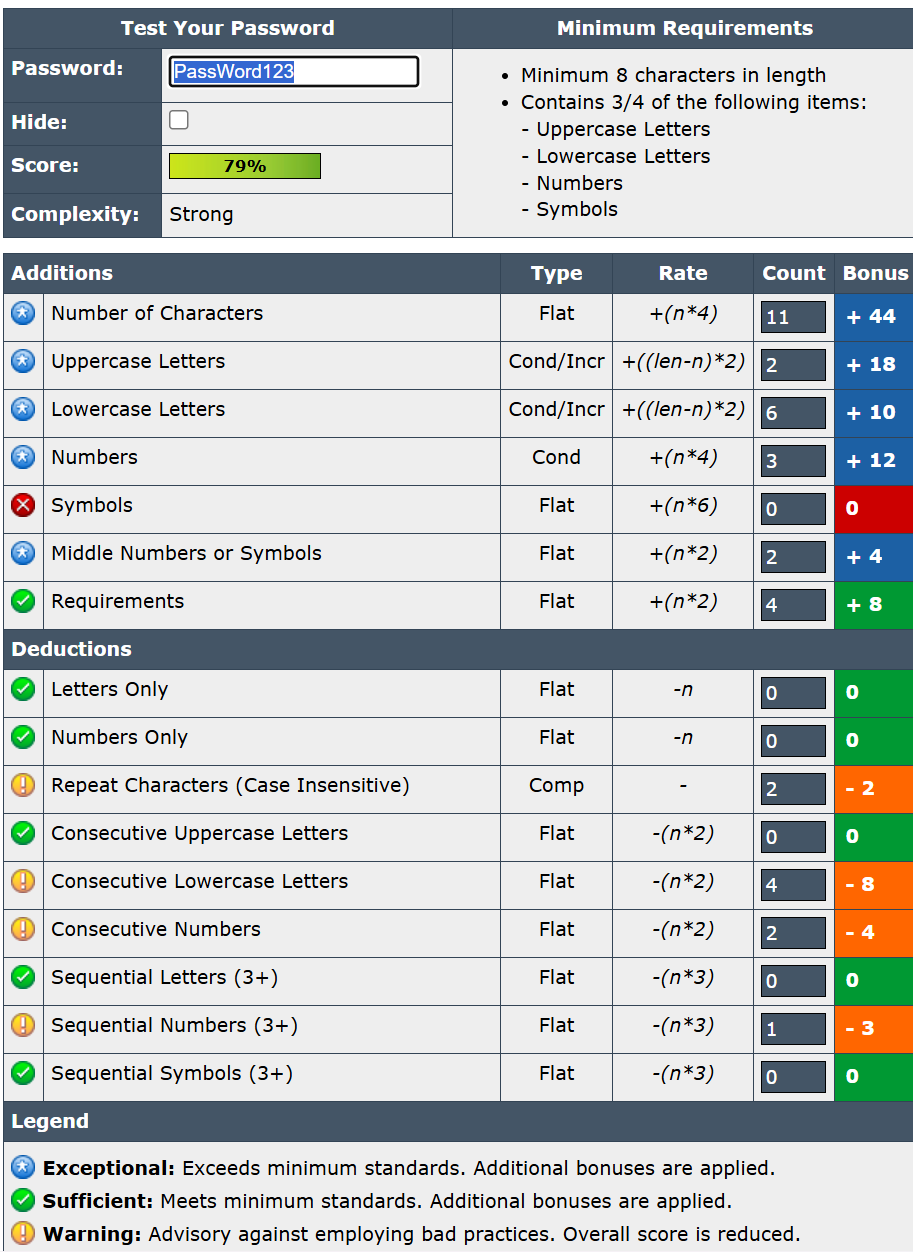 Test Your Password
Minimum Requirements
Password:
PassWord123
Hide:
Score:
79%
Complexity:
Strong
• Minimum 8 characters in length
• Contains 3/4 of the following items:
- Uppercase Letters
- Lowercase Letters
- Numbers
- Symbols
Additions Type Rate Count Bonus
Number of Characters Flat +(n*4) 11 + 44
Uppercase Letters Cond/Incr +((len-n)*2) 2 + 18
Lowercase Letters Cond/Incr +((len-n)*2) 6 + 10
Numbers Cond +(n*4) 3 + 12
Symbols Flat +(n*6) 0 0
Middle Numbers or Symbols Flat +(n*2) 2 + 4
Requirements Flat +(n*2) 4 + 8
Deductions
Letters Only Flat -n 0 0
Numbers Only Flat -n 0 0
Repeat Characters (Case Insensitive) Comp - 2 - 2
Consecutive Uppercase Letters Flat -(n*2) 0 0
Consecutive Lowercase Letters Flat -(n*2) 4 - 8
Consecutive Numbers Flat -(n*2) 2 - 4
Sequential Letters (3+) Flat -(n*3) 0 0
Sequential Numbers (3+) Flat -(n*3) 1 - 3
Sequential Symbols (3+) Flat -(n*3) 0 0
Legend
Exceptional: Exceeds minimum standards. Additional bonuses are applied.
Sufficient: Meets minimum standards. Additional bonuses are applied.
Warning: Advisory against employing bad practices. Overall score is reduced.